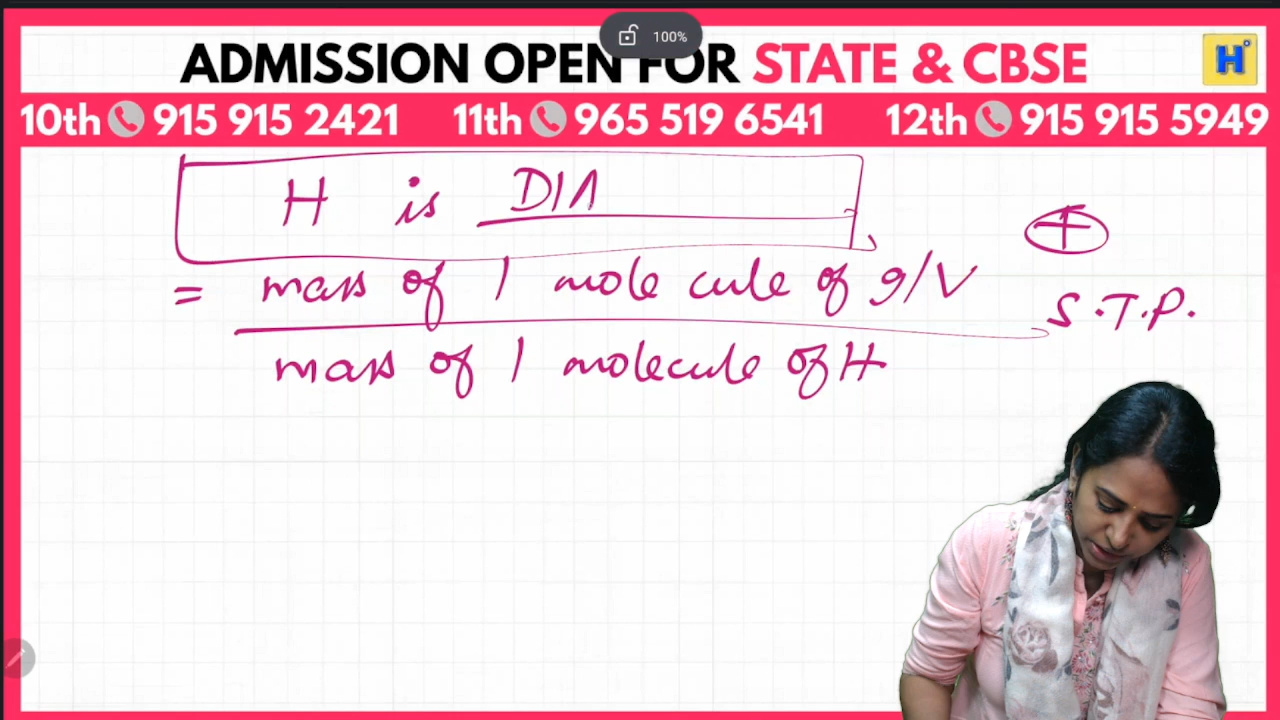 100%
ADMISSION OPEN FOR STATE & CBSE
H
10th 915 915 2421 11th 965 519 6541 12th 915 915 5949
H is DIA
= mass of 1 molecule of g/V
S.T.P.
mass of 1 molecule of H